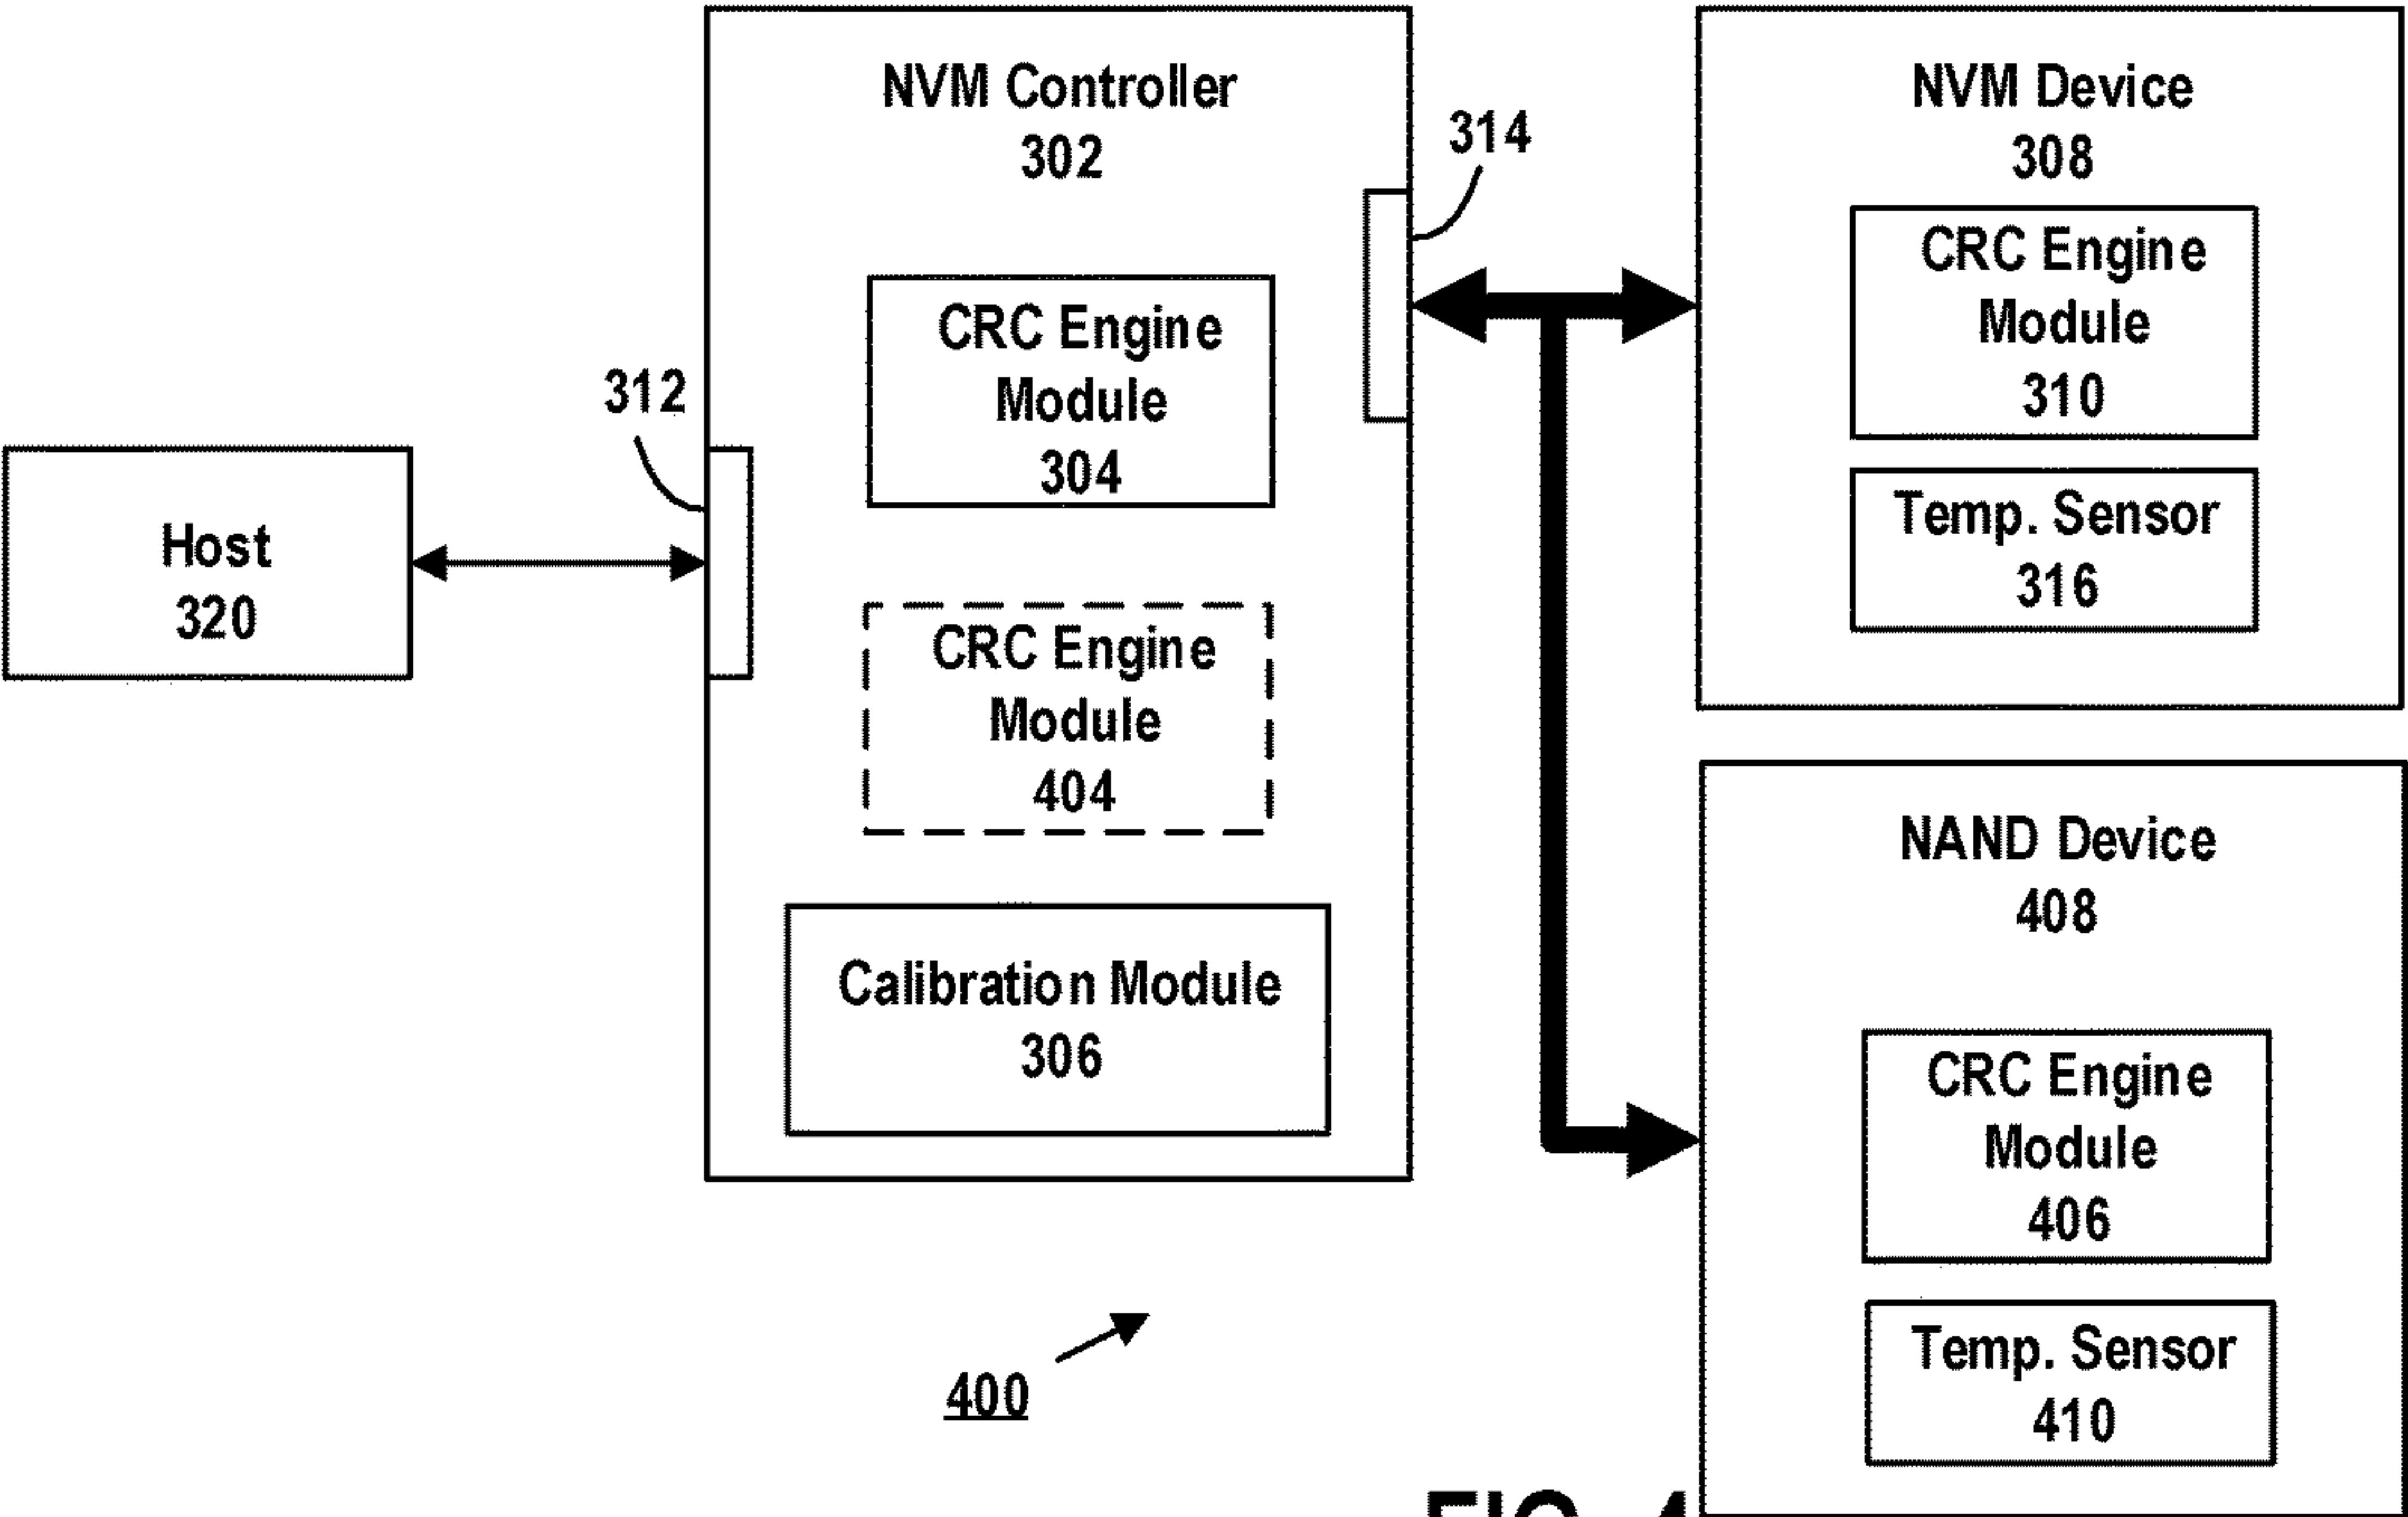 NVM Controller
302
CRC Engine
Module
304
CRC Engine
Module
404
Calibration Module
306
312
Host
320
314
NVM Device
308
CRC Engine
Module
310
Temp. Sensor
316
NAND Device
408
CRC Engine
Module
406
Temp. Sensor
410
400
FIG. 4